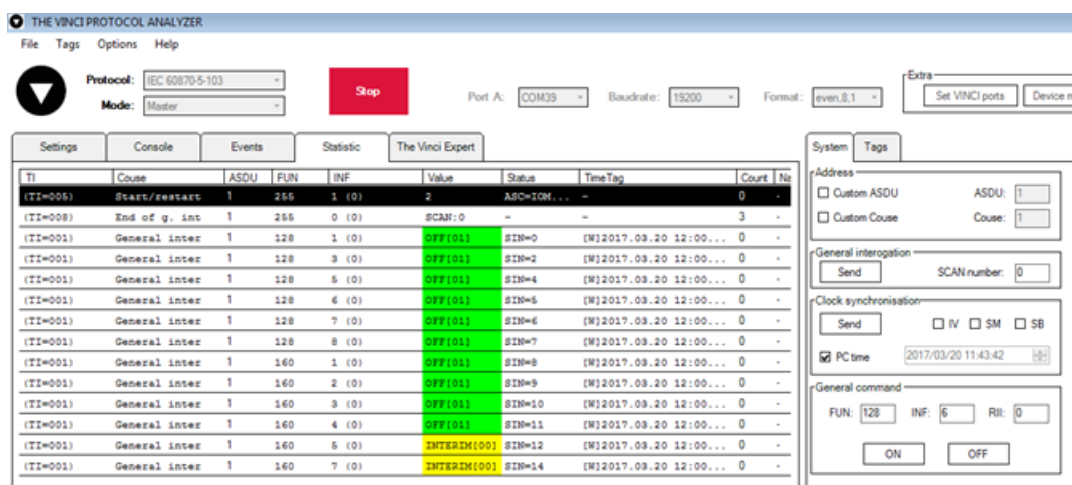 THE VINCI PROTOCOL ANALYZER
File Tags Options Help
Protocol: IEC 60870-5-103
Mode: Master
Stop
Port A: COM39 Baudrate: 19200 Format: even,8,1
Extra
Set VINCI ports Device
Settings Console Events Statistic The Vinci Expert
TI Couse ASDU FUN INF Value Status TimeTag Count Na
(TI=005) Start/restart 1 255 1 (0) 2 ASC=IOM... - 0 -
(TI=008) End of g. int 1 255 0 (0) SCAN:0 - - 3 -
(TI=001) General inter 1 128 1 (0) OFF[01] SIN=0 [W]2017.03.20 12:00... 0 -
(TI=001) General inter 1 128 3 (0) OFF[01] SIN=2 [W]2017.03.20 12:00... 0 -
(TI=001) General inter 1 128 5 (0) OFF[01] SIN=4 [W]2017.03.20 12:00... 0 -
(TI=001) General inter 1 128 6 (0) OFF[01] SIN=5 [W]2017.03.20 12:00... 0 -
(TI=001) General inter 1 128 7 (0) OFF[01] SIN=6 [W]2017.03.20 12:00... 0 -
(TI=001) General inter 1 128 8 (0) OFF[01] SIN=7 [W]2017.03.20 12:00... 0 -
(TI=001) General inter 1 160 1 (0) OFF[01] SIN=8 [W]2017.03.20 12:00... 0 -
(TI=001) General inter 1 160 2 (0) OFF[01] SIN=9 [W]2017.03.20 12:00... 0 -
(TI=001) General inter 1 160 3 (0) OFF[01] SIN=10 [W]2017.03.20 12:00... 0 -
(TI=001) General inter 1 160 4 (0) OFF[01] SIN=11 [W]2017.03.20 12:00... 0 -
(TI=001) General inter 1 160 5 (0) INTERIM[00] SIN=12 [W]2017.03.20 12:00... 0 -
(TI=001) General inter 1 160 7 (0) INTERIM[00] SIN=14 [W]2017.03.20 12:00... 0 -
System Tags
Address
Custom ASDU ASDU: 1
Custom Couse Couse: 1
General interogation
Send SCAN number: 0
Clock synchronisation
Send IV SM SB
PC time 2017/03/20 11:43:42
General command
FUN: 128 INF: 6 RII: 0
ON OFF